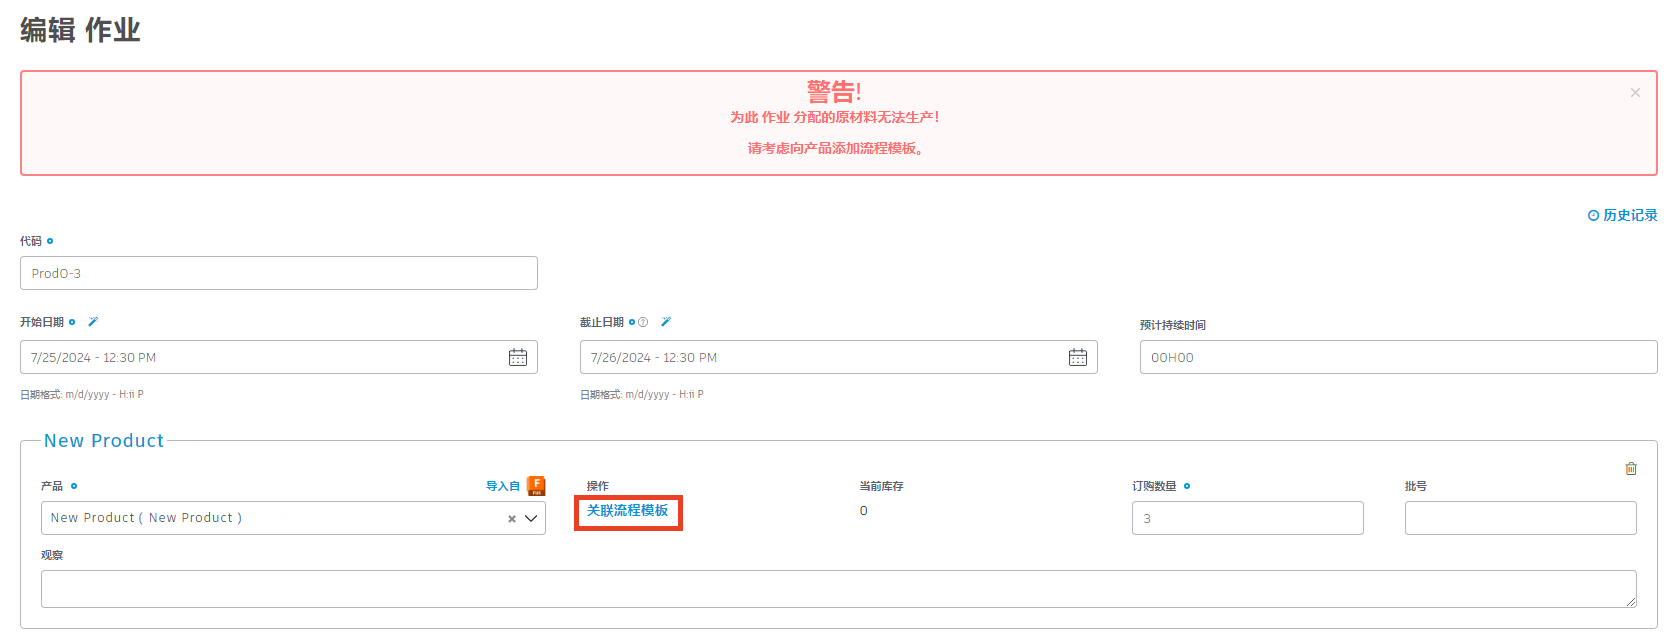 编辑 作业
警告!
为此 作业 分配的原材料无法生产!
请考虑向产品添加流程模板。
历史记录
代码
ProdO-3
开始日期
截止日期
预计持续时间
7/25/2024 - 12:30 PM
7/26/2024 - 12:30 PM
00H00
日期格式: m/d/yyyy - H:ii P
日期格式: m/d/yyyy - H:ii P
New Product
产品
导入自
操作
当前库存
订购数量
批号
New Product ( New Product )
关联流程模板
0
3
观察